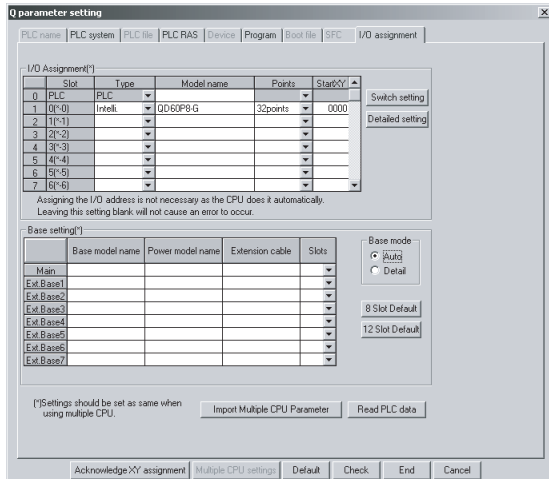 Q parameter setting
PLC name PLC system PLC file PLC RAS Device Program Boot file SFC I/O assignment
I/O Assignment(*)
Slot Type Model name Points StartXY
0 PLC PLC
1 0(*-0) Intelli. QD60P8-G 32points 0000
2 1(*-1)
3 2(*-2)
4 3(*-3)
5 4(*-4)
6 5(*-5)
7 6(*-6)
Switch setting
Detailed setting
Assigning the I/O address is not necessary as the CPU does it automatically.
Leaving this setting blank will not cause an error to occur.
Base setting(*)
Base model name Power model name Extension cable Slots
Main
Ext.Base1
Ext.Base2
Ext.Base3
Ext.Base4
Ext.Base5
Ext.Base6
Ext.Base7
Base mode
Auto
Detail
8 Slot Default
12 Slot Default
(*)Settings should be set as same when
using multiple CPU.
Import Multiple CPU Parameter Read PLC data
Acknowledge XY assignment Multiple CPU settings Default Check End Cancel